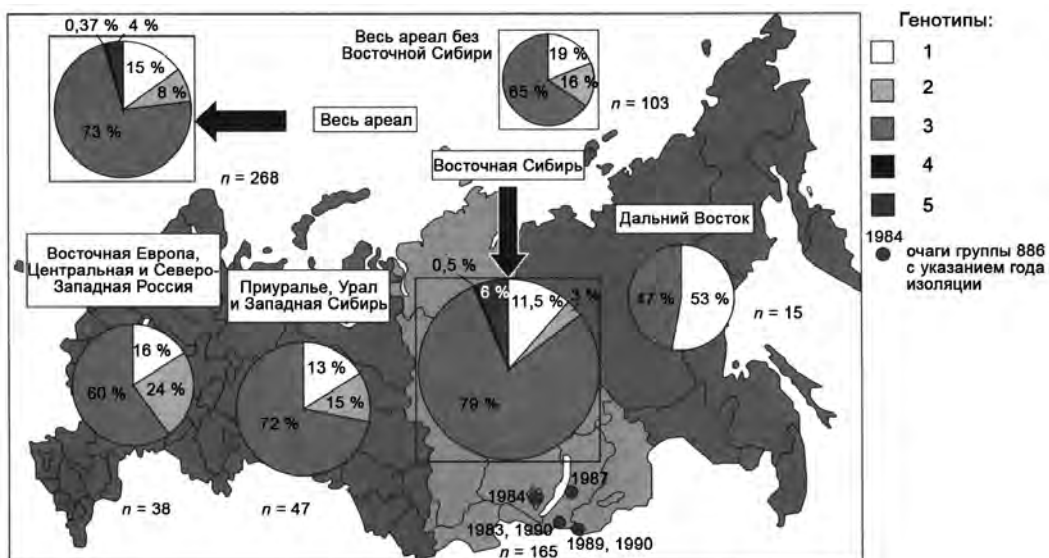 0,37 %
4 %
15 %
8 %
73 %
n = 268
Весь ареал
Весь ареал без
Восточной Сибири
19 %
16 %
65 %
n = 103
Генотипы:
1
2
3
4
5
1984
очаги группы 886
с указанием года
изоляции
Восточная Европа,
Центральная и Северо-
Западная Россия
16 %
24 %
60 %
n = 38
Приуралье, Урал
и Западная Сибирь
13 %
15 %
72 %
n = 47
Восточная Сибирь
0,5 %
6 %
11,5 %
3 %
79 %
Дальний Восток
47 %
53 %
n = 15
1984
1987
1983, 1990
1989, 1990
n = 165